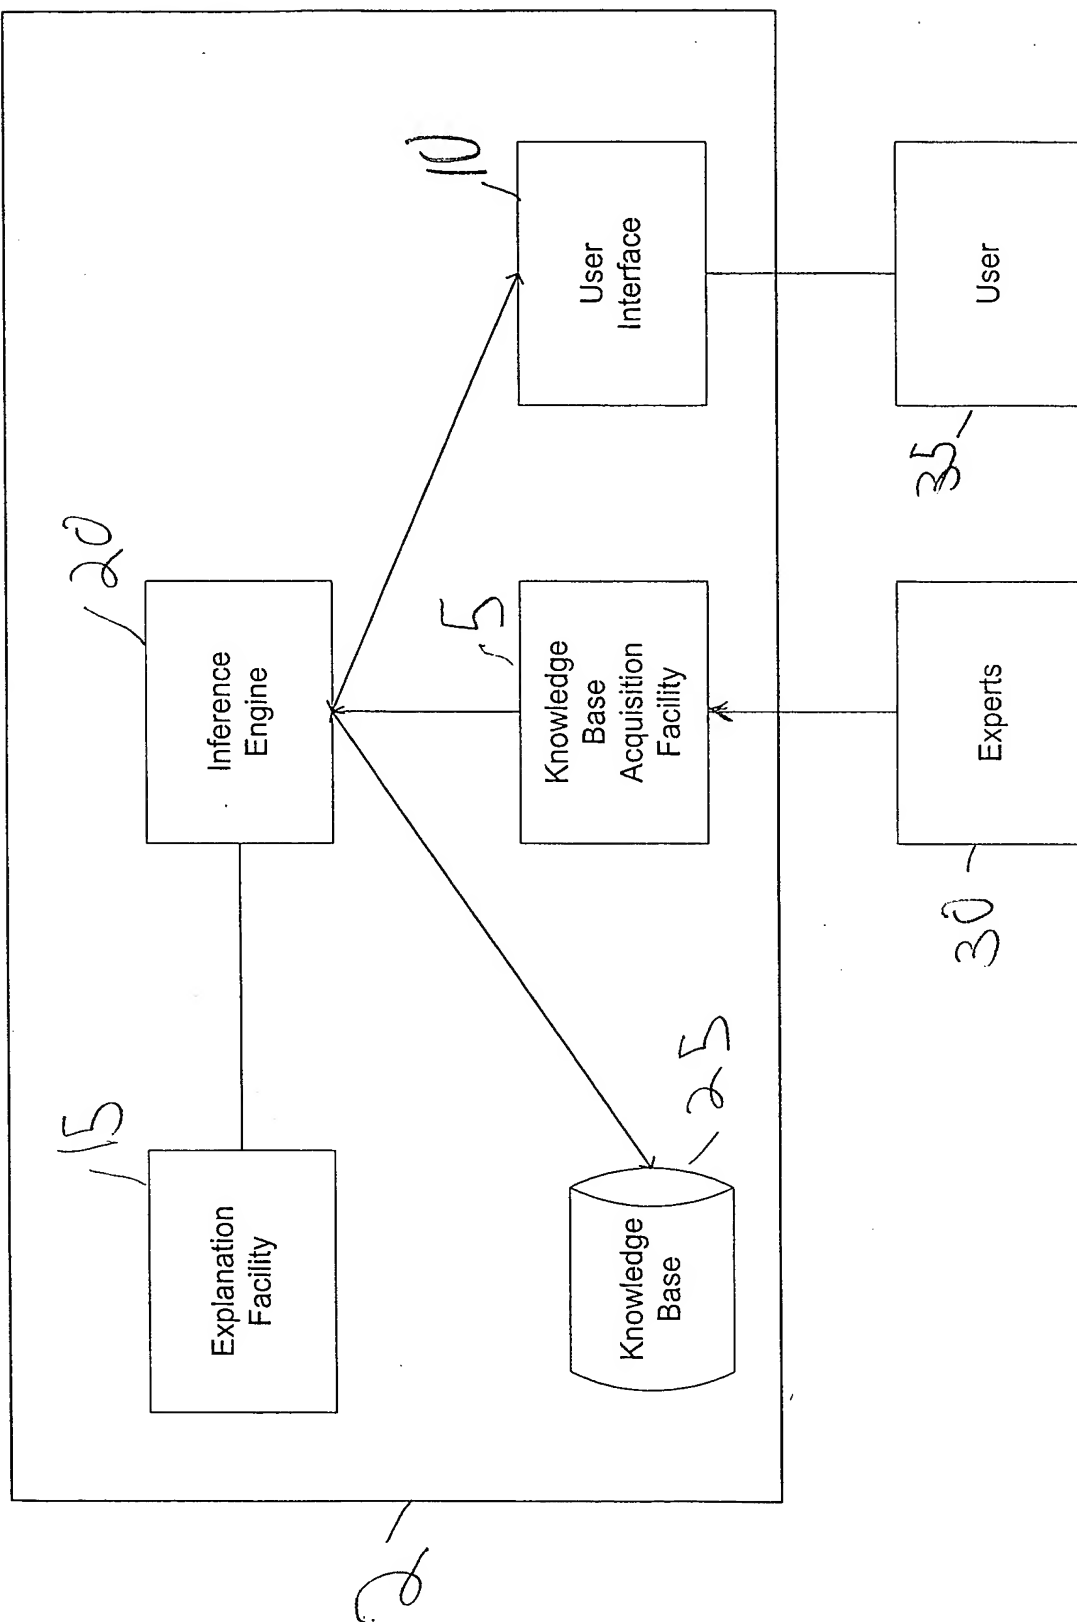 15
20
Explanation
Facility
Inference
Engine
2
10
5
Knowledge
Base
Knowledge
Base
Acquisition
Facility
User
Interface
25
30
35
Experts
User